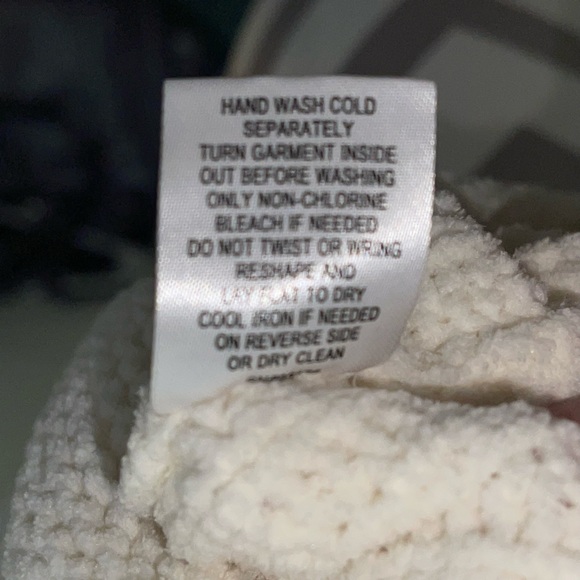 HAND WASH COLD
SEPARATELY
TURN GARMENT INSIDE
OUT BEFORE WASHING
ONLY NON-CHLORINE
BLEACH IF NEEDED
DO NOT TWIST OR WRING
RESHAPE AND
LAY FLAT TO DRY
COOL IRON IF NEEDED
ON REVERSE SIDE
OR DRY CLEAN